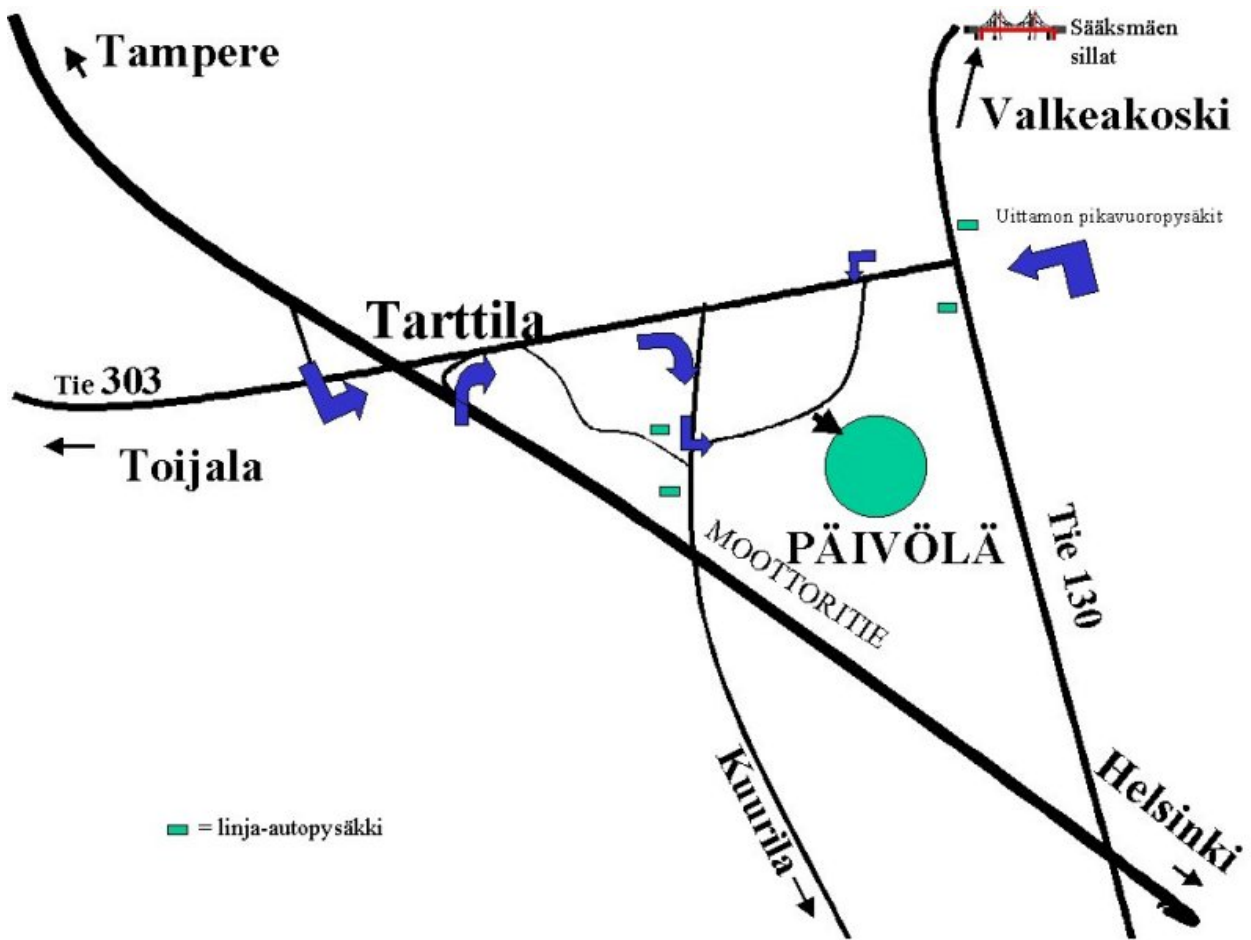 Tampere
Sääksmäen
sillat
Valkeakoski
Uittamon pikavuoropysäkit
Tarttila
Tie 303
Toijala
PÄIVÖLÄ
MOOTTORITIE
Tie 130
Kuurila
Helsinki
= linja-autopysäkki